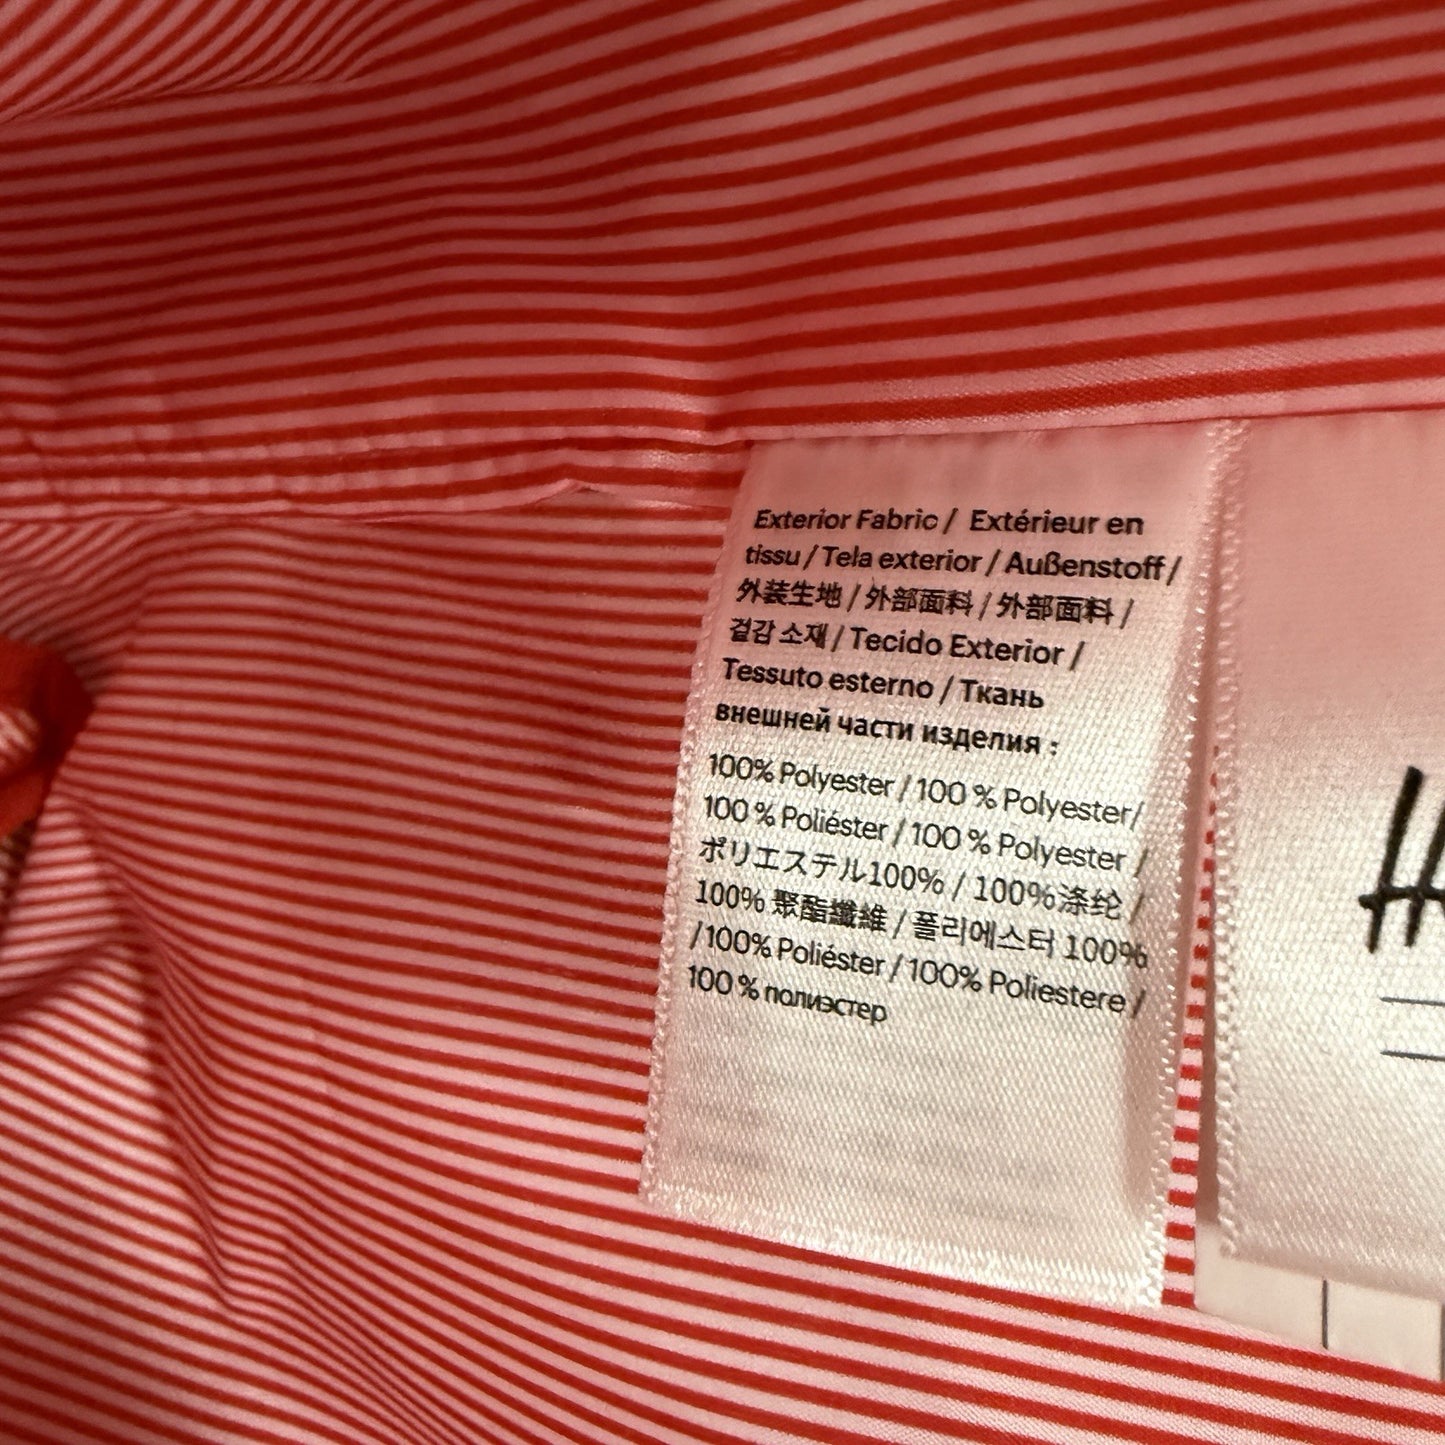 Exterior Fabric / Extérieur en
tissu / Tela exterior / Außenstoff /
外装生地 / 外部面料 / 外部面料 /
겉감 소재 / Tecido Exterior /
Tessuto esterno / Ткань
внешней части изделия :
100% Polyester / 100 % Polyester/
100 % Poliéster / 100 % Polyester /
ポリエステル100% / 100%涤纶 /
100% 聚酯纖維 / 폴리에스터 100%
/ 100% Poliéster / 100% Poliestere /
100 % полиэстер